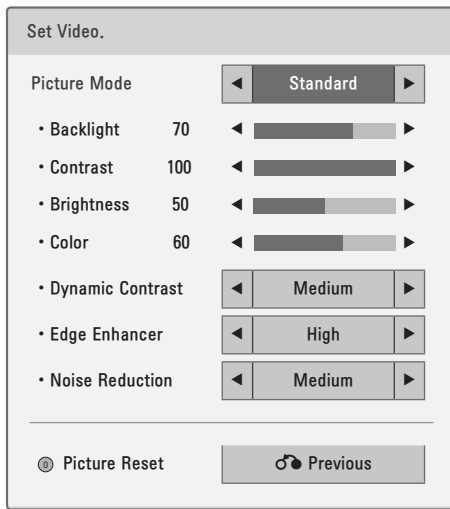 Set Video.
Picture Mode ◀ Standard ▶
• Backlight 70 ◀ ▶
• Contrast 100 ◀ ▶
• Brightness 50 ◀ ▶
• Color 60 ◀ ▶
• Dynamic Contrast ◀ Medium ▶
• Edge Enhancer ◀ High ▶
• Noise Reduction ◀ Medium ▶
0 Picture Reset Previous